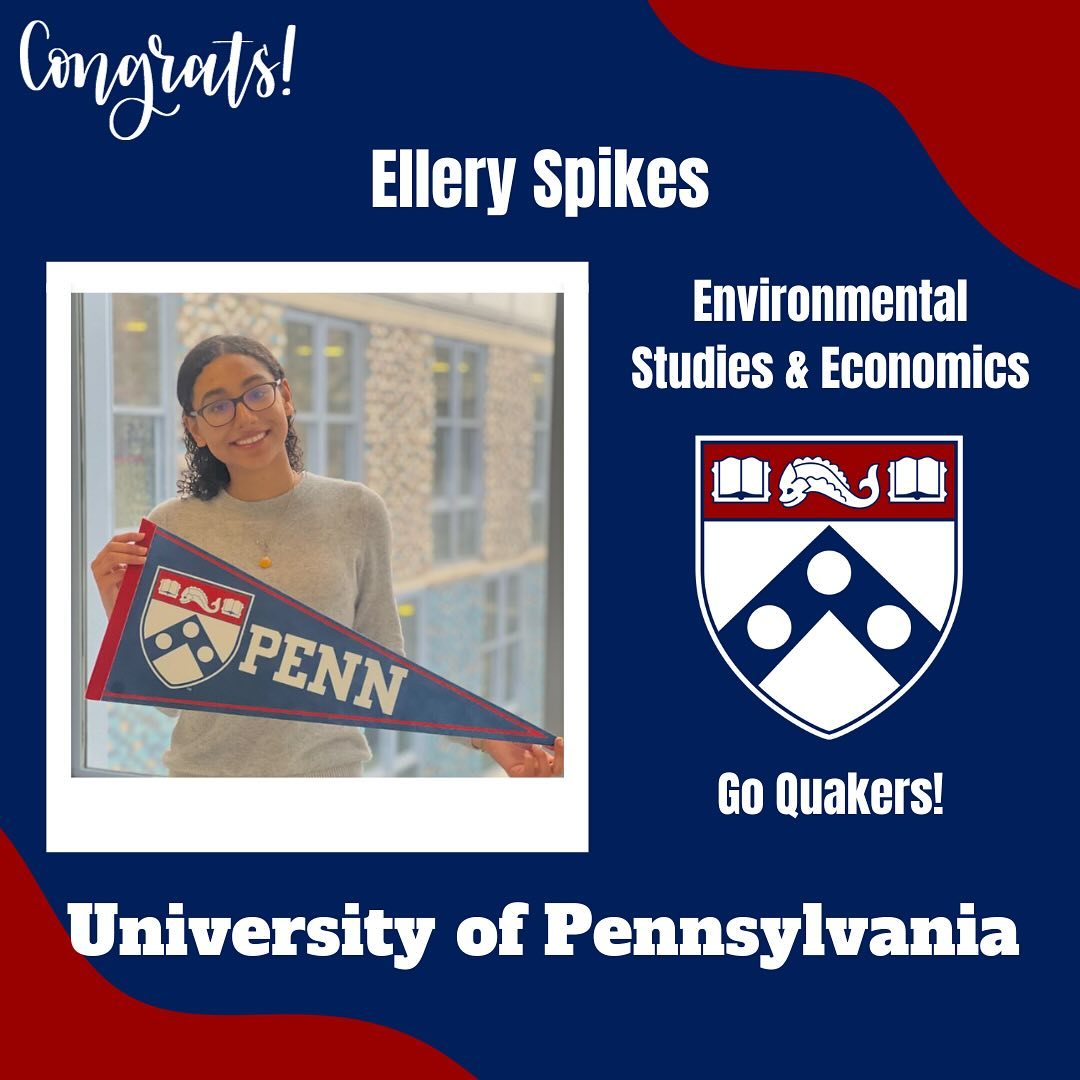 Congrats!
Ellery Spikes
Environmental
Studies & Economics
PENN
Go Quakers!
University of Pennsylvania